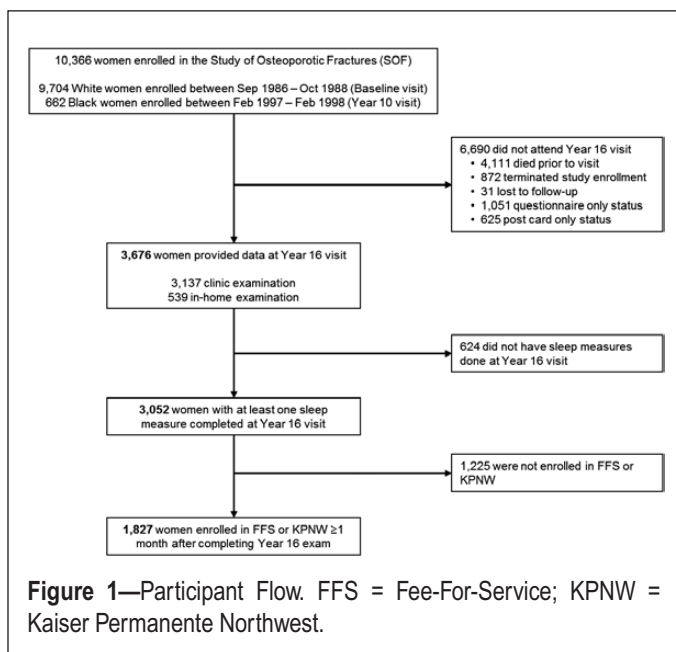 10,366 women enrolled in the Study of Osteoporotic Fractures (SOF)
9,704 White women enrolled between Sep 1986 – Oct 1988 (Baseline visit)
662 Black women enrolled between Feb 1997 – Feb 1998 (Year 10 visit)
6,690 did not attend Year 16 visit
• 4,111 died prior to visit
• 872 terminated study enrollment
• 31 lost to follow-up
• 1,051 questionnaire only status
• 625 post card only status
3,676 women provided data at Year 16 visit
3,137 clinic examination
539 in-home examination
624 did not have sleep measures
done at Year 16 visit
3,052 women with at least one sleep
measure completed at Year 16 visit
1,225 were not enrolled in FFS or
KPNW
1,827 women enrolled in FFS or KPNW ≥1
month after completing Year 16 exam
Figure 1—Participant Flow. FFS = Fee-For-Service; KPNW =
Kaiser Permanente Northwest.